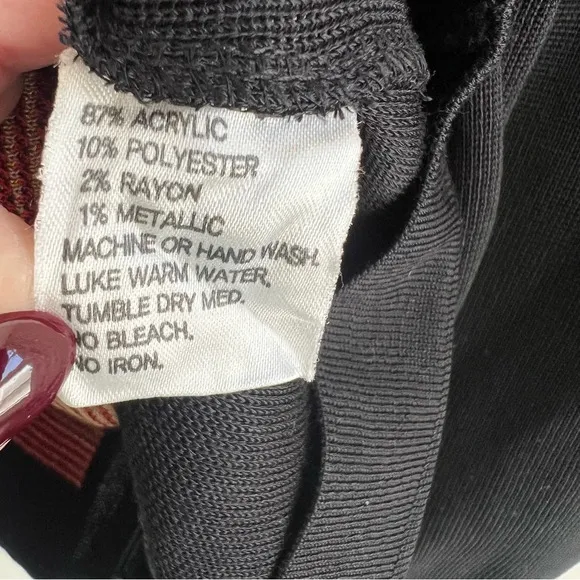 87% ACRYLIC
10% POLYESTER
2% RAYON
1% METALLIC
MACHINE OR HAND WASH.
LUKE WARM WATER.
TUMBLE DRY MED.
NO BLEACH.
NO IRON.